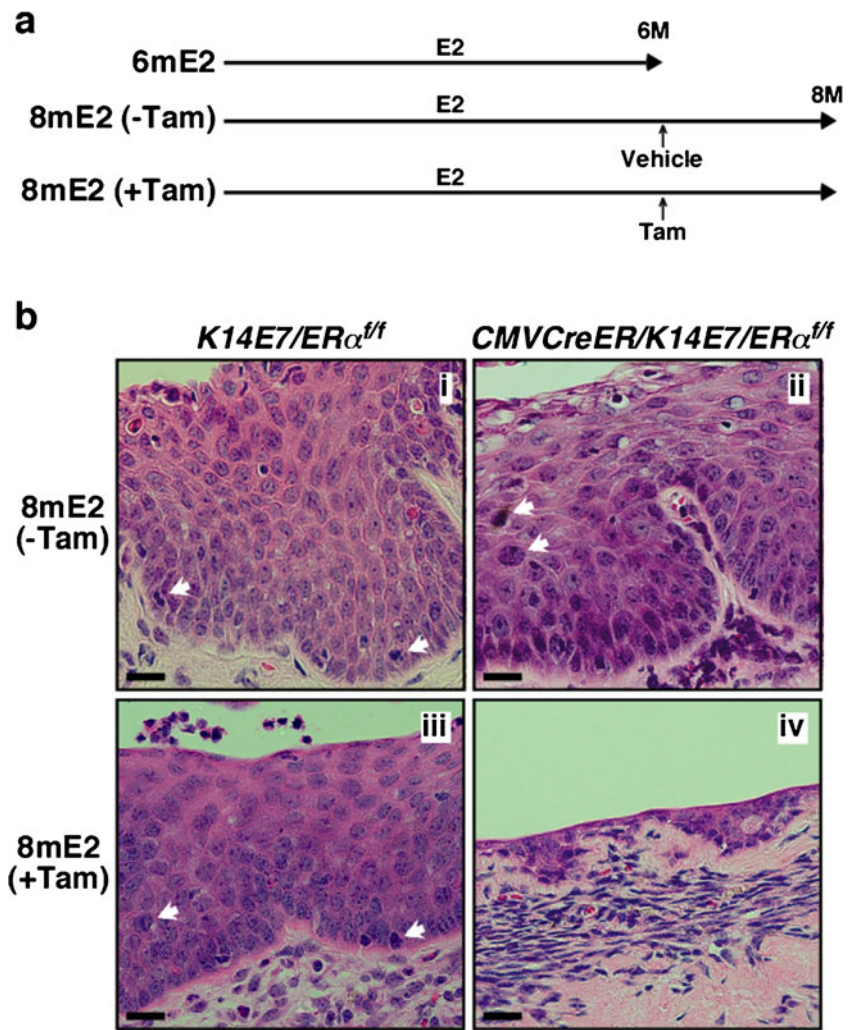 a
6M
6mE2 E2
8M
8mE2 (-Tam) E2
Vehicle
8mE2 (+Tam) E2
Tam
b
K14E7/ERα^f/f CMVCreER/K14E7/ERα^f/f
i ii
8mE2
(-Tam)
iii iv
8mE2
(+Tam)